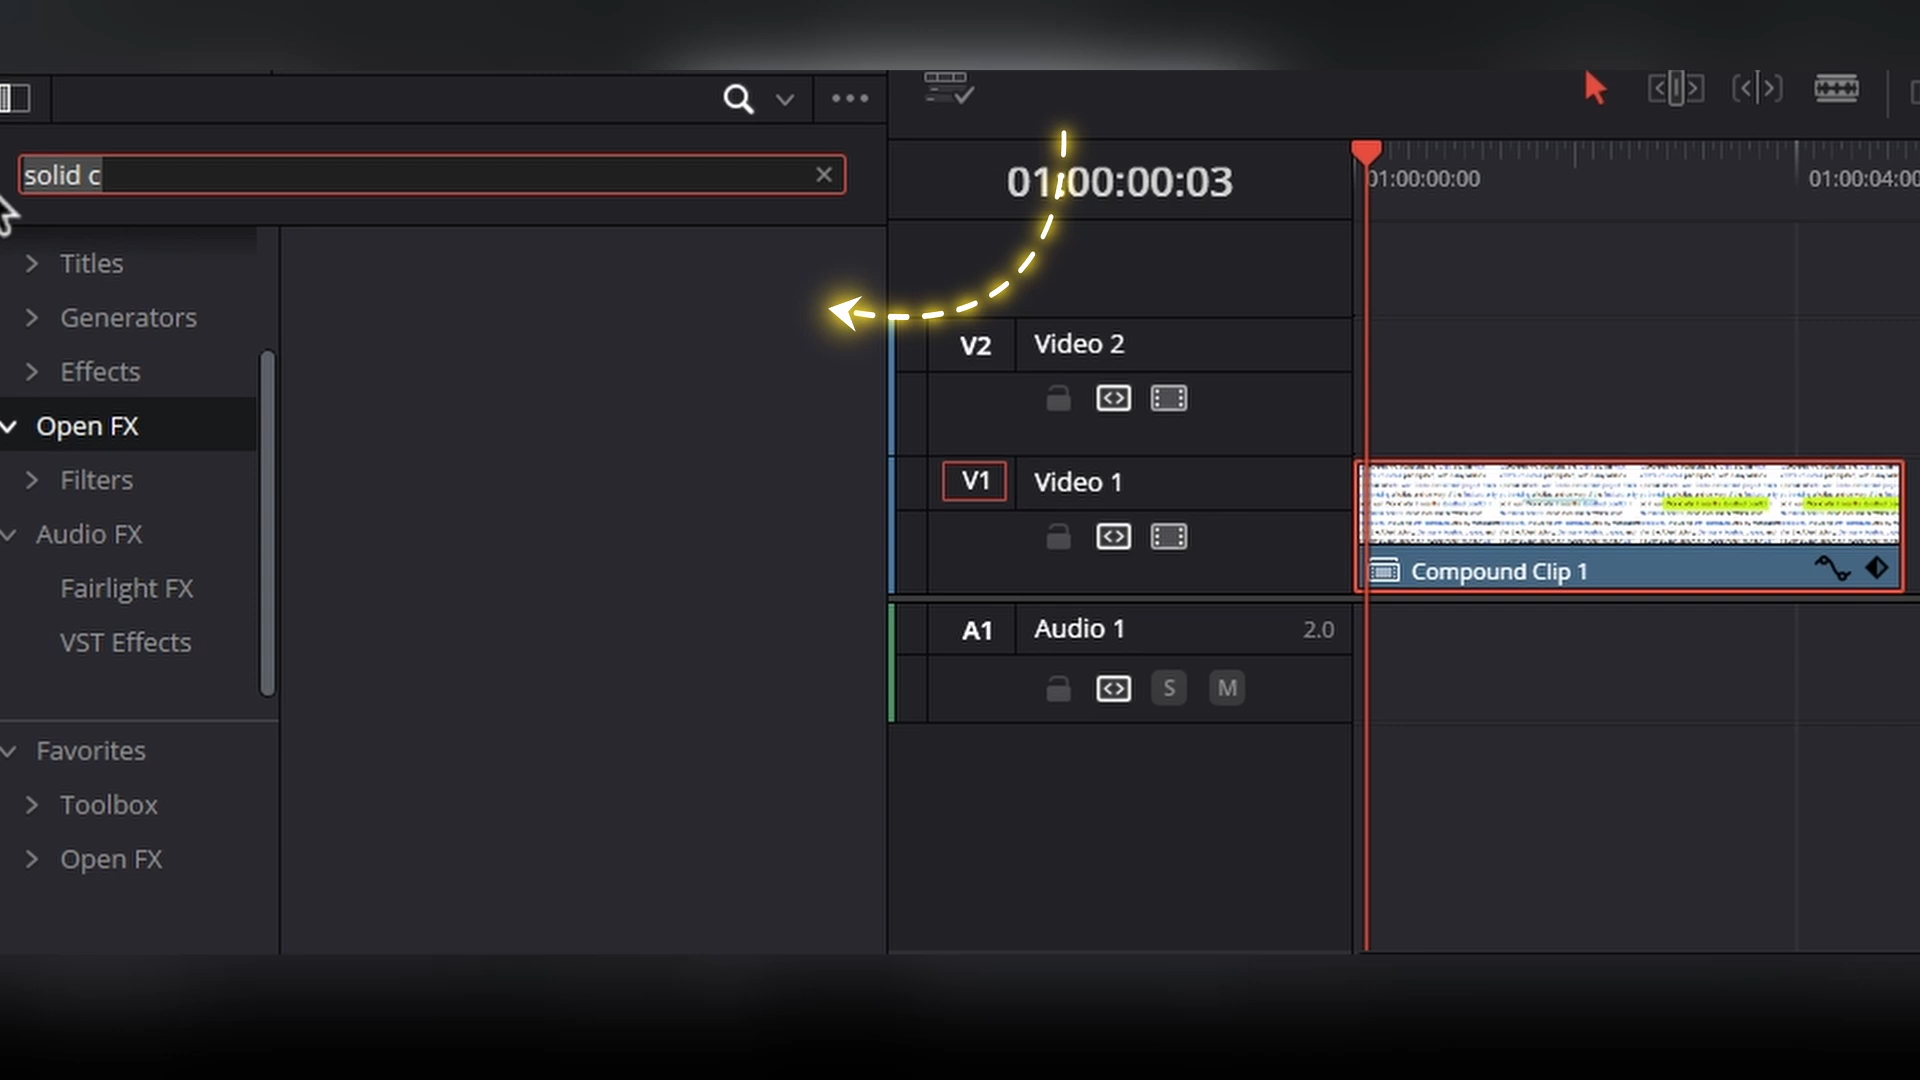 solid c
Titles
Generators
Effects
Open FX
Filters
Audio FX
Fairlight FX
VST Effects
Favorites
Toolbox
Open FX
01:00:00:03
01:00:00:00
01:00:04:00
V2 Video 2
V1 Video 1
Compound Clip 1
A1 Audio 1 2.0
S M